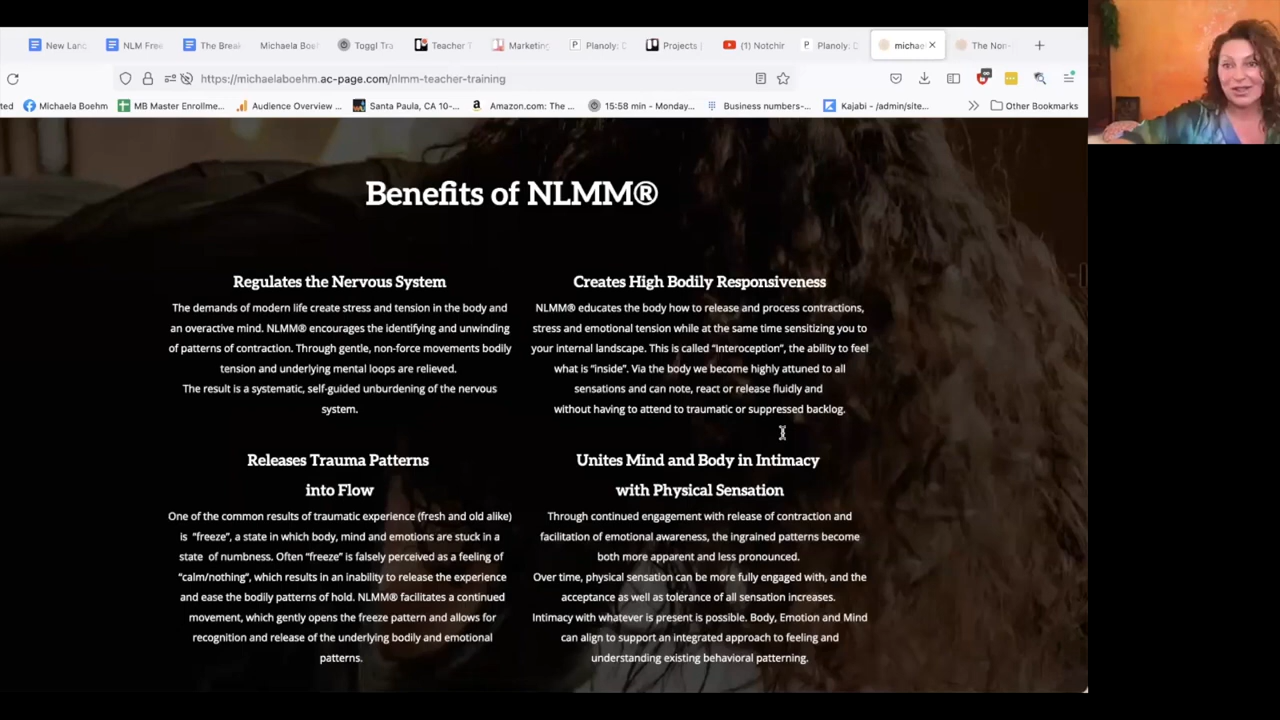 New Lanc
NLM Free
The Break
Michaela Boeh
Toggl Tra
Teacher T
Marketing
Planoly: D
Projects |
(1) Notchir
Planoly: D
michae
The Non-
https://michaelaboehm.ac-page.com/nlmm-teacher-training
ted
Michaela Boehm
MB Master Enrollme...
Audience Overview ...
Santa Paula, CA 10-...
Amazon.com: The ...
15:58 min - Monday...
Business numbers-...
Kajabi - /admin/site...
Other Bookmarks
Benefits of NLMM®
Regulates the Nervous System
The demands of modern life create stress and tension in the body and
an overactive mind. NLMM® encourages the identifying and unwinding
of patterns of contraction. Through gentle, non-force movements bodily
tension and underlying mental loops are relieved.
The result is a systematic, self-guided unburdening of the nervous
system.
Creates High Bodily Responsiveness
NLMM® educates the body how to release and process contractions,
stress and emotional tension while at the same time sensitizing you to
your internal landscape. This is called “Interoception”, the ability to feel
what is “inside”. Via the body we become highly attuned to all
sensations and can note, react or release fluidly and
without having to attend to traumatic or suppressed backlog.
Releases Trauma Patterns
into Flow
One of the common results of traumatic experience (fresh and old alike)
is “freeze”, a state in which body, mind and emotions are stuck in a
state of numbness. Often “freeze” is falsely perceived as a feeling of
“calm/nothing”, which results in an inability to release the experience
and ease the bodily patterns of hold. NLMM® facilitates a continued
movement, which gently opens the freeze pattern and allows for
recognition and release of the underlying bodily and emotional
patterns.
Unites Mind and Body in Intimacy
with Physical Sensation
Through continued engagement with release of contraction and
facilitation of emotional awareness, the ingrained patterns become
both more apparent and less pronounced.
Over time, physical sensation can be more fully engaged with, and the
acceptance as well as tolerance of all sensation increases.
Intimacy with whatever is present is possible. Body, Emotion and Mind
can align to support an integrated approach to feeling and
understanding existing behavioral patterning.